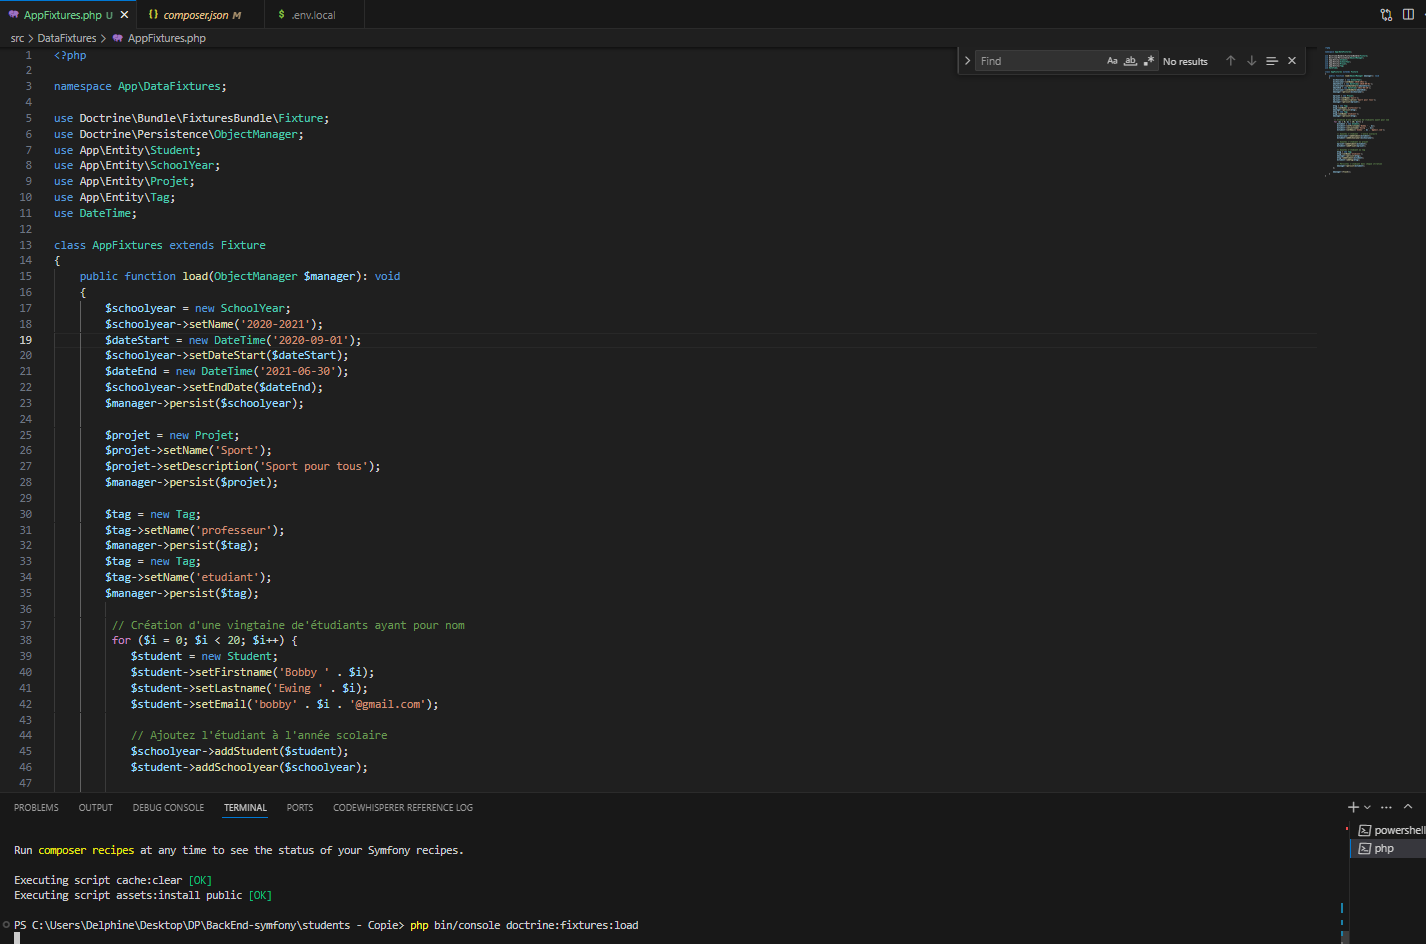 AppFixtures.php U
composer.json M
.env.local
src > DataFixtures > AppFixtures.php
Find
Aa
ab
No results
1 <?php
2
3 namespace App\DataFixtures;
4
5 use Doctrine\Bundle\FixturesBundle\Fixture;
6 use Doctrine\Persistence\ObjectManager;
7 use App\Entity\Student;
8 use App\Entity\SchoolYear;
9 use App\Entity\Projet;
10 use App\Entity\Tag;
11 use DateTime;
12
13 class AppFixtures extends Fixture
14 {
15 public function load(ObjectManager $manager): void
16 {
17 $schoolyear = new SchoolYear;
18 $schoolyear->setName('2020-2021');
19 $dateStart = new DateTime('2020-09-01');
20 $schoolyear->setDateStart($dateStart);
21 $dateEnd = new DateTime('2021-06-30');
22 $schoolyear->setEndDate($dateEnd);
23 $manager->persist($schoolyear);
24
25 $projet = new Projet;
26 $projet->setName('Sport');
27 $projet->setDescription('Sport pour tous');
28 $manager->persist($projet);
29
30 $tag = new Tag;
31 $tag->setName('professeur');
32 $manager->persist($tag);
33 $tag = new Tag;
34 $tag->setName('etudiant');
35 $manager->persist($tag);
36
37 // Création d'une vingtaine de'étudiants ayant pour nom
38 for ($i = 0; $i < 20; $i++) {
39 $student = new Student;
40 $student->setFirstname('Bobby ' . $i);
41 $student->setLastname('Ewing ' . $i);
42 $student->setEmail('bobby' . $i . '@gmail.com');
43
44 // Ajoutez l'étudiant à l'année scolaire
45 $schoolyear->addStudent($student);
46 $student->addSchoolyear($schoolyear);
47
PROBLEMS OUTPUT DEBUG CONSOLE TERMINAL PORTS CODEWHISPERER REFERENCE LOG
powershell
php
Run composer recipes at any time to see the status of your Symfony recipes.
Executing script cache:clear [OK]
Executing script assets:install public [OK]
PS C:\Users\Delphine\Desktop\DP\BackEnd-symfony\students - Copie> php bin/console doctrine:fixtures:load